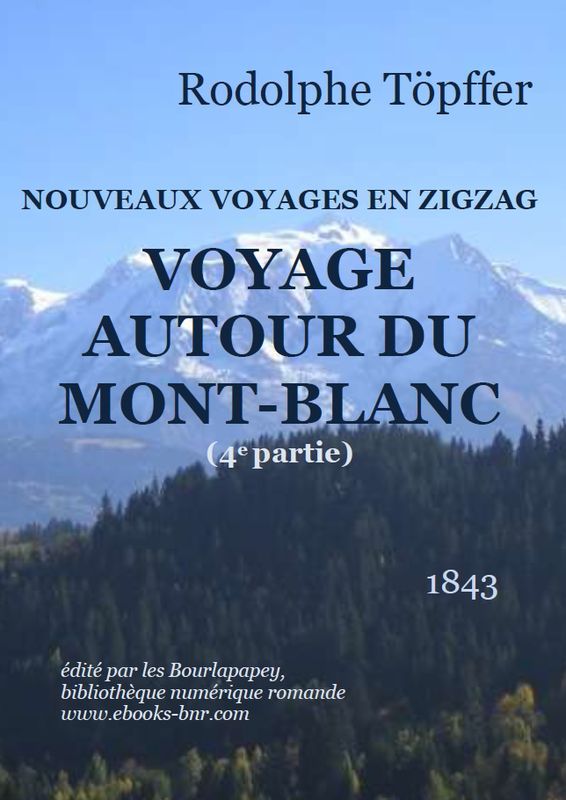 Rodolphe Töpffer
NOUVEAUX VOYAGES EN ZIGZAG
VOYAGE
AUTOUR DU
MONT-BLANC
(4e partie)
1843
édité par les Bourlapapey,
bibliothèque numérique romande
www.ebooks-bnr.com